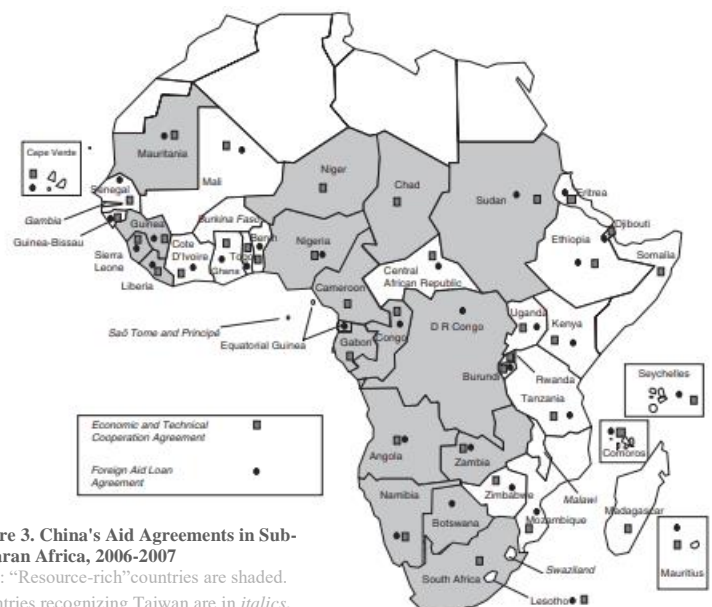 Cape Verde
Mauritania
Mali
Niger
Chad
Sudan
Eritrea
Senegal
Gambia
Guinea-Bissau
Guinea
Burkina Faso
Benin
Djibouti
Sierra
Leone
Liberia
Cote
D'Ivoire
Ghana
Togo
Nigeria
Ethiopia
Somalia
Cameroon
Central
African Republic
Saõ Tome and Principé
Equatorial Guinea
Gabon
Congo
D R Congo
Uganda
Kenya
Seychelles
Burundi
Rwanda
Tanzania
Comoros
Economic and Technical
Cooperation Agreement
Foreign Aid Loan
Agreement
Angola
Zambia
Malawi
Namibia
Zimbabwe
Mozambique
Madagascar
Botswana
Mauritius
South Africa
Swaziland
Lesotho
re 3. China's Aid Agreements in Sub-
ran Africa, 2006-2007
: “Resource-rich”countries are shaded.
ntries recognizing Taiwan are in italics.